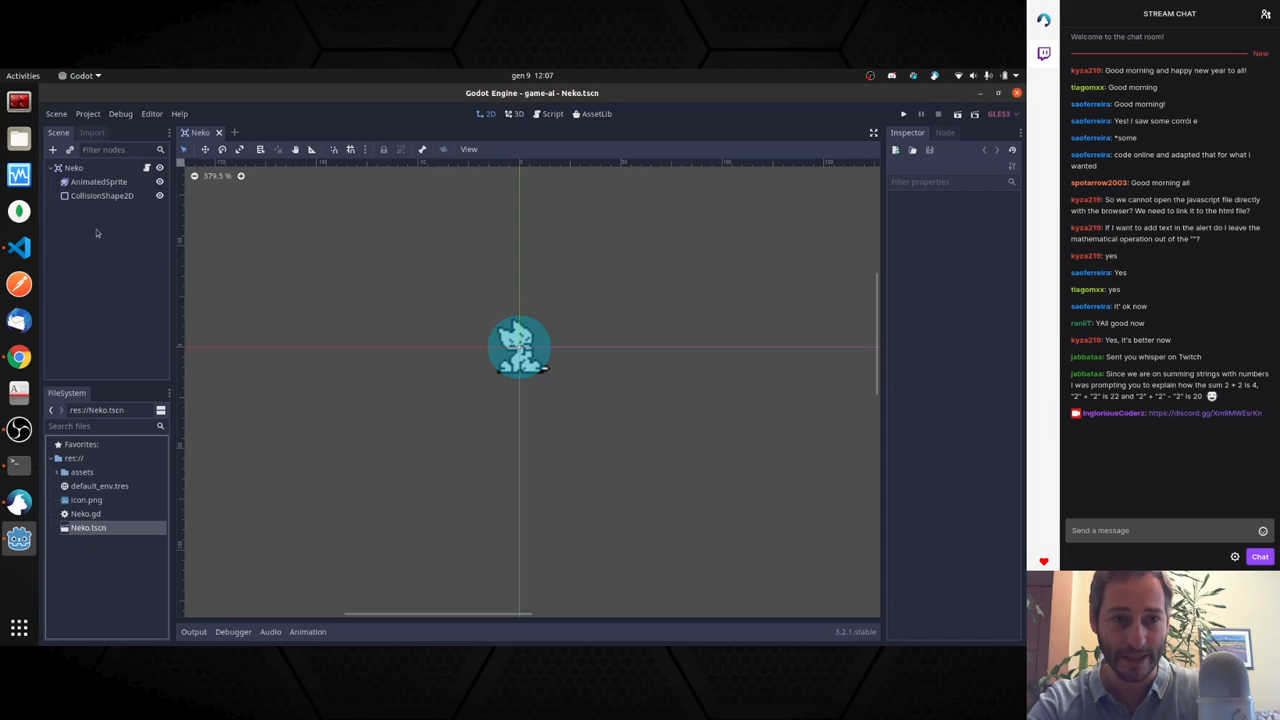 Activities
Godot
gen 9 12:07
Godot Engine - game-ai - Neko.tscn
Scene Project Debug Editor Help
2D 3D Script AssetLib
GLES3
Scene Import
Filter nodes
Neko
AnimatedSprite
CollisionShape2D
Neko
View
379.5 %
Inspector Node
Filter properties
FileSystem
res://Neko.tscn
Search files
Favorites:
res://
assets
default_env.tres
icon.png
Neko.gd
Neko.tscn
Output Debugger Audio Animation
3.2.1.stable
STREAM CHAT
Welcome to the chat room!
New
kyza219: Good morning and happy new year to all!
tiagomxx: Good morning
saoferreira: Good morning!
saoferreira: Yes! I saw some corrói e
saoferreira: *some
saoferreira: code online and adapted that for what i
wanted
spotarrow2003: Good morning all
kyza219: So we cannot open the javascript file directly
with the browser? We need to link it to the html file?
kyza219: If I want to add text in the alert do I leave the
mathematical operation out of the ""?
kyza219: yes
saoferreira: Yes
tiagomxx: yes
saoferreira: it' ok now
raniiT: YAll good now
kyza219: Yes, it's better now
jabbataa: Sent you whisper on Twitch
jabbataa: Since we are on summing strings with numbers
I was prompting you to explain how the sum 2 + 2 is 4,
"2" + "2" is 22 and "2" + "2" - "2" is 20
IngloriousCoderz: https://discord.gg/Xm9MWEsrKn
Send a message
Chat